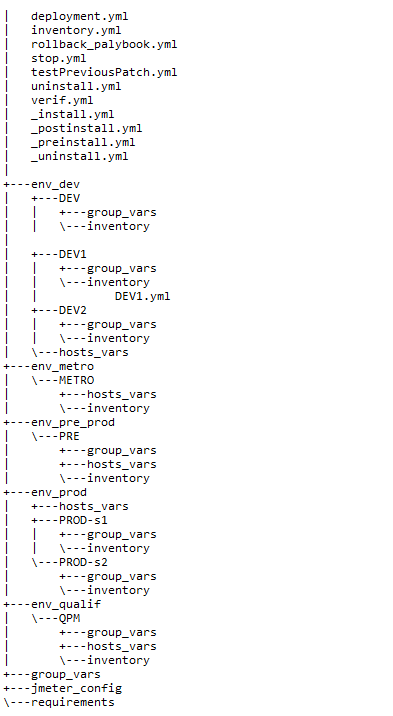 |   deployment.yml
|   inventory.yml
|   rollback_palybook.yml
|   stop.yml
|   testPreviousPatch.yml
|   uninstall.yml
|   verif.yml
|   _install.yml
|   _postinstall.yml
|   _preinstall.yml
|   _uninstall.yml
|
+---env_dev
|   +---DEV
|   |   +---group_vars
|   |   \---inventory
|
|   +---DEV1
|   |   +---group_vars
|   |   \---inventory
|   |           DEV1.yml
|   +---DEV2
|   |   +---group_vars
|   |   \---inventory
|   \---hosts_vars
+---env_metro
|   \---METRO
|       +---hosts_vars
|       \---inventory
+---env_pre_prod
|   \---PRE
|       +---group_vars
|       +---hosts_vars
|       \---inventory
+---env_prod
|   +---hosts_vars
|   +---PROD-s1
|   |   +---group_vars
|   |   \---inventory
|   \---PROD-s2
|       +---group_vars
|       \---inventory
+---env_qualif
|   \---QPM
|       +---group_vars
|       +---hosts_vars
|       \---inventory
+---group_vars
+---jmeter_config
\---requirements